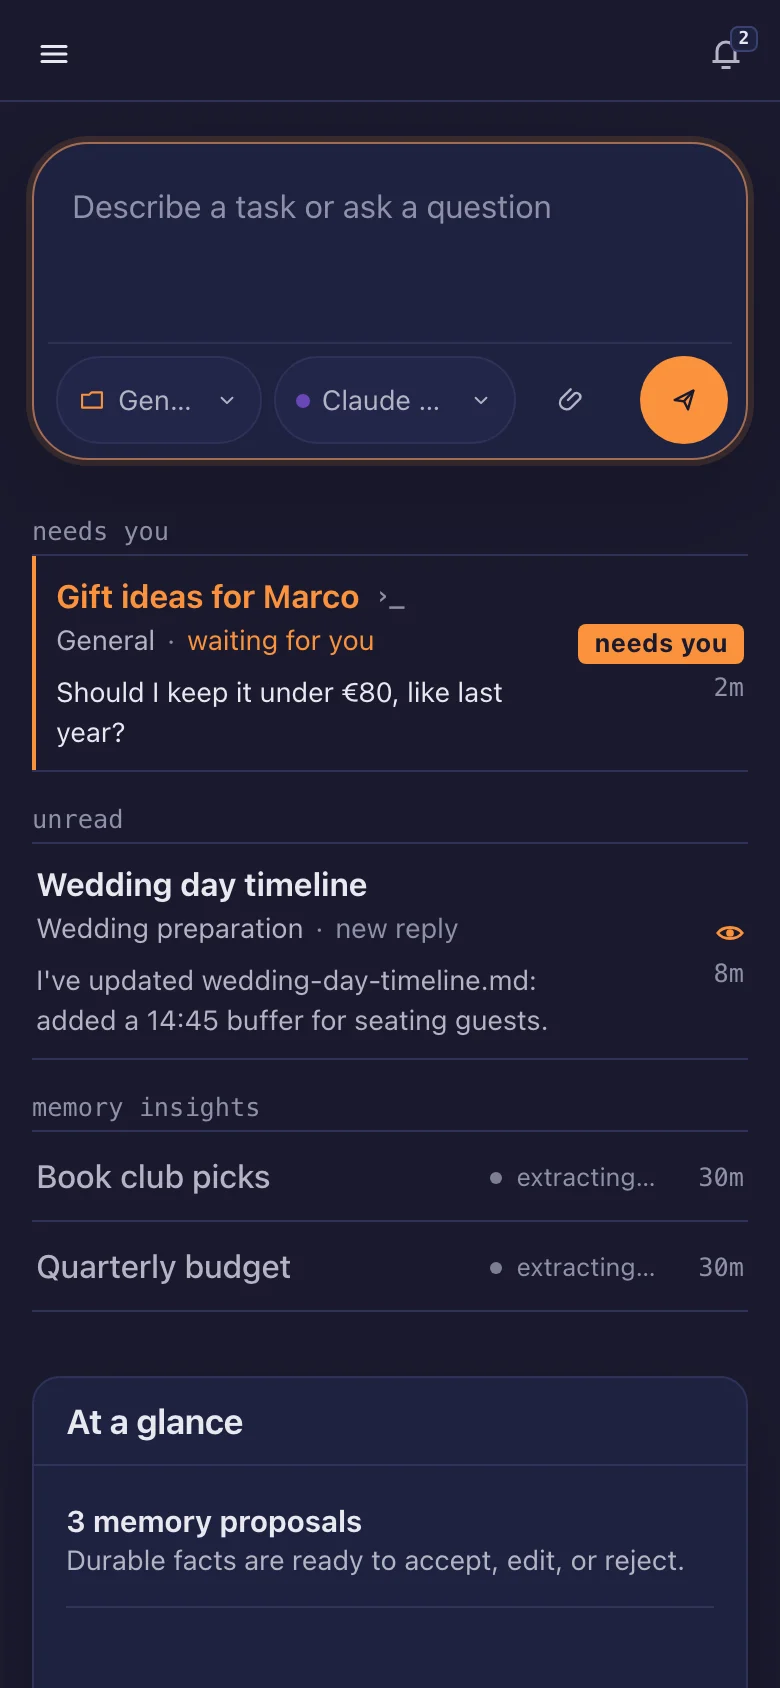 2
Describe a task or ask a question
Gen...
Claude ...
needs you
Gift ideas for Marco ›_
General · waiting for you
needs you
Should I keep it under €80, like last
year?
2m
unread
Wedding day timeline
Wedding preparation · new reply
I've updated wedding-day-timeline.md:
added a 14:45 buffer for seating guests.
8m
memory insights
Book club picks
extracting...
30m
Quarterly budget
extracting...
30m
At a glance
3 memory proposals
Durable facts are ready to accept, edit, or reject.